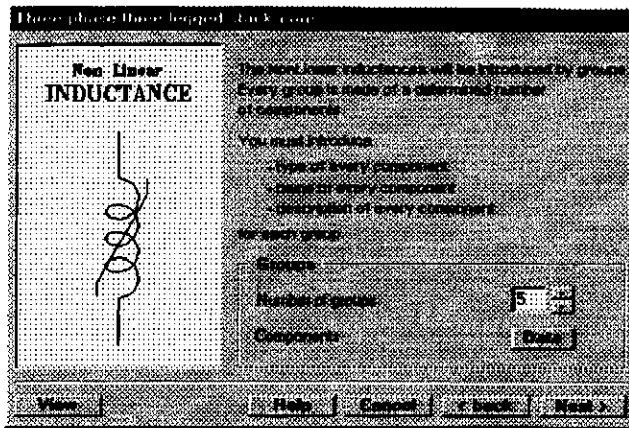 Three phase three legged stack core
Non Linear
INDUCTANCE
The NonLinear inductances will be introduced by groups
Every group is made of a determined number
of components
You must introduce
- type of every component
- name of every component
- description of every component
for each group
Groups
Number of groups
5
Components
Data
View
Help
Cancel
< back
Next >